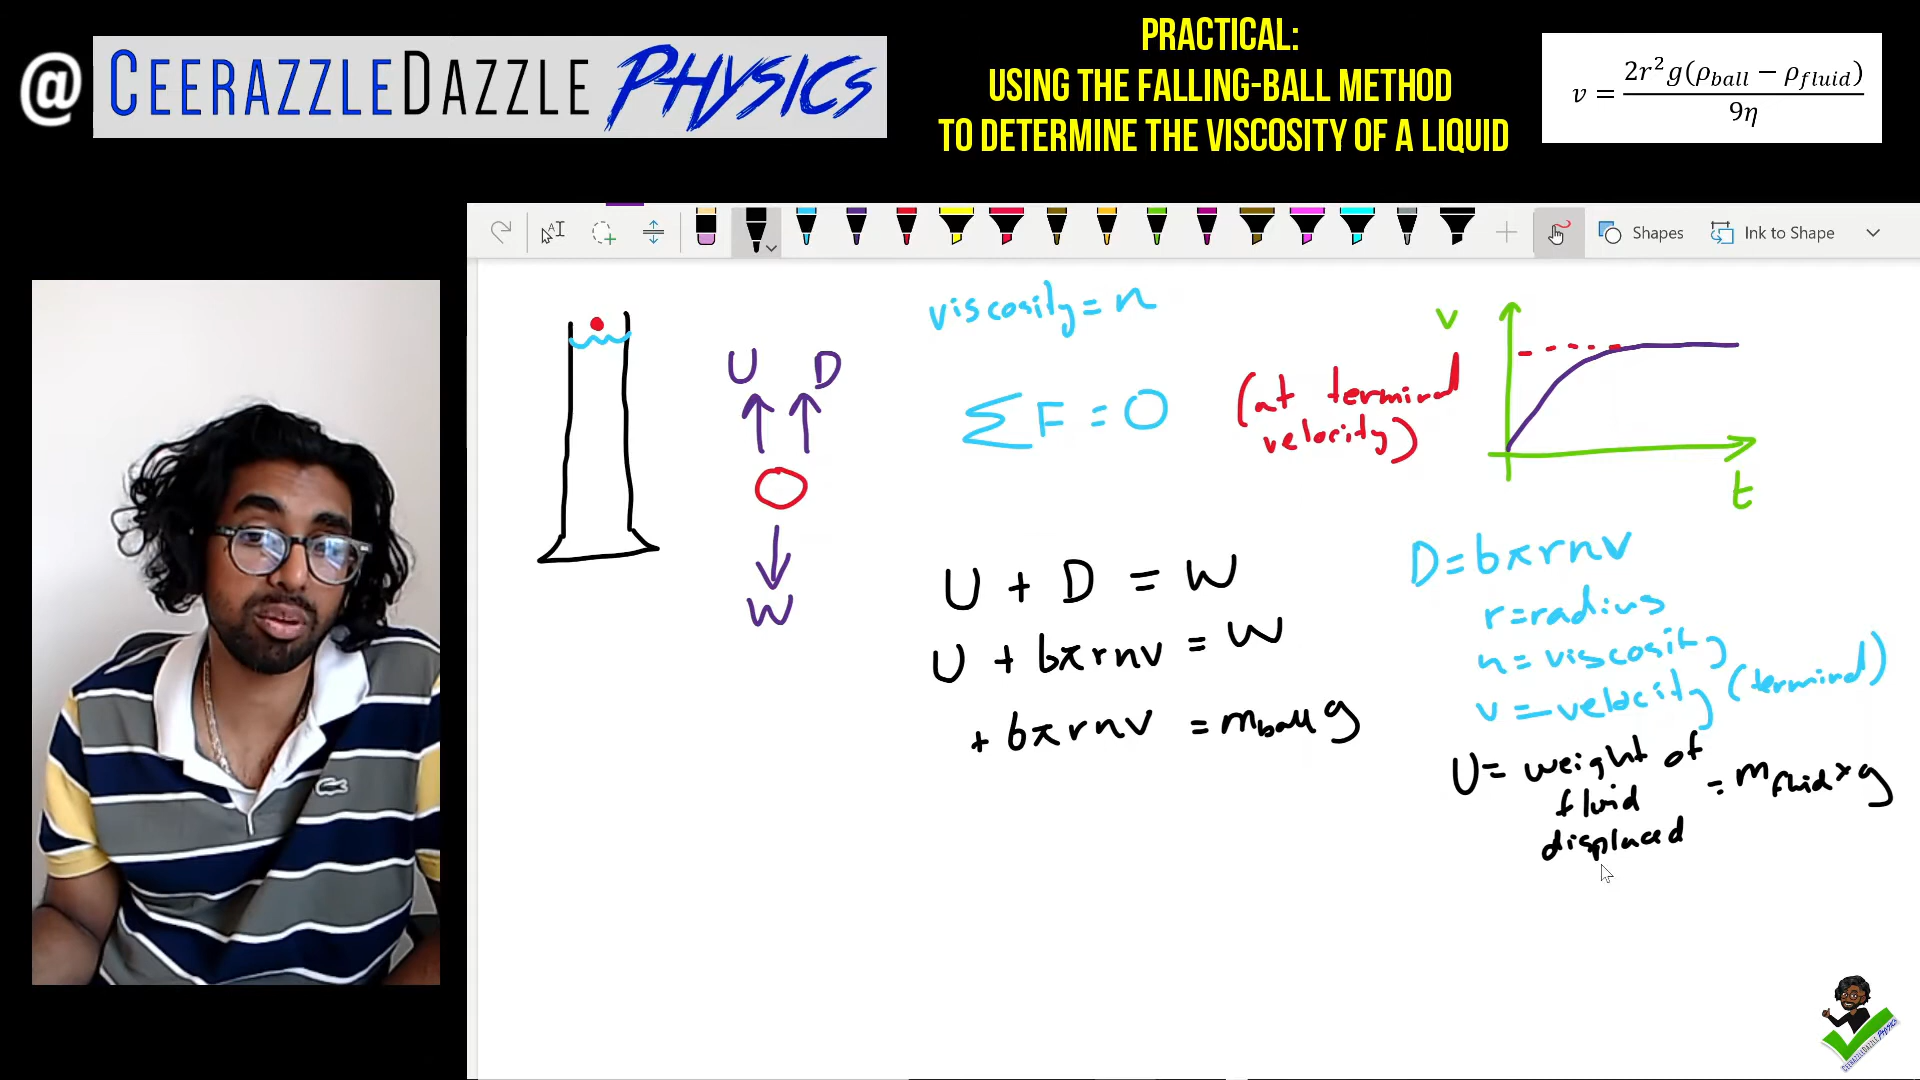 @ CEERAZZLEDAZZLE PHYSICS
PRACTICAL:
USING THE FALLING-BALL METHOD
TO DETERMINE THE VISCOSITY OF A LIQUID
v = 2r²g(ρball − ρfluid) / 9η
Shapes
Ink to Shape
viscosity = η
U D
W
ΣF = 0
(at terminal
velocity)
v
t
U + D = W
U + 6πrηv = W
+ 6πrηv = mball g
D = 6πrηv
r = radius
η = viscosity
v = velocity (terminal)
U = weight of
fluid
displaced
= mfluid × g
CEERAZZLEDAZZLE PHYSICS